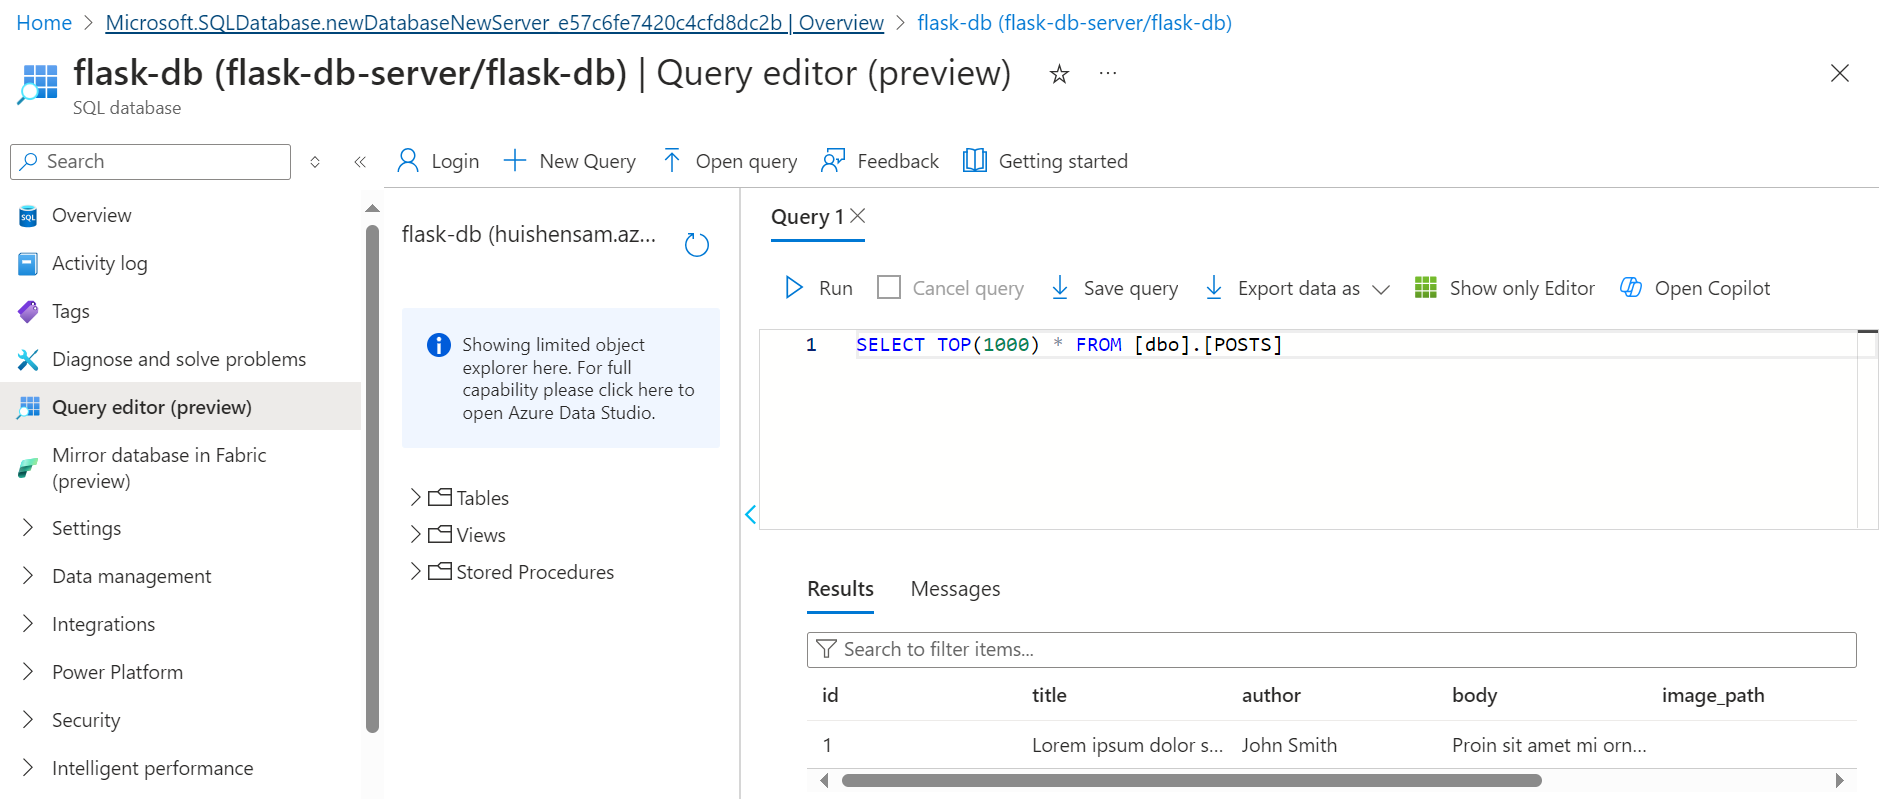 Home > Microsoft.SQLDatabase.newDatabaseNewServer_e57c6fe7420c4cfd8dc2b | Overview > flask-db (flask-db-server/flask-db)
flask-db (flask-db-server/flask-db) | Query editor (preview)
SQL database
Search
Overview
Activity log
Tags
Diagnose and solve problems
Query editor (preview)
Mirror database in Fabric
(preview)
Settings
Data management
Integrations
Power Platform
Security
Intelligent performance
Login
New Query
Open query
Feedback
Getting started
flask-db (huishensam.az...
Showing limited object
explorer here. For full
capability please click here to
open Azure Data Studio.
Tables
Views
Stored Procedures
Query 1
Run
Cancel query
Save query
Export data as
Show only Editor
Open Copilot
1 SELECT TOP(1000) * FROM [dbo].[POSTS]
Results
Messages
Search to filter items...
id title author body image_path
1 Lorem ipsum dolor s... John Smith Proin sit amet mi orn...